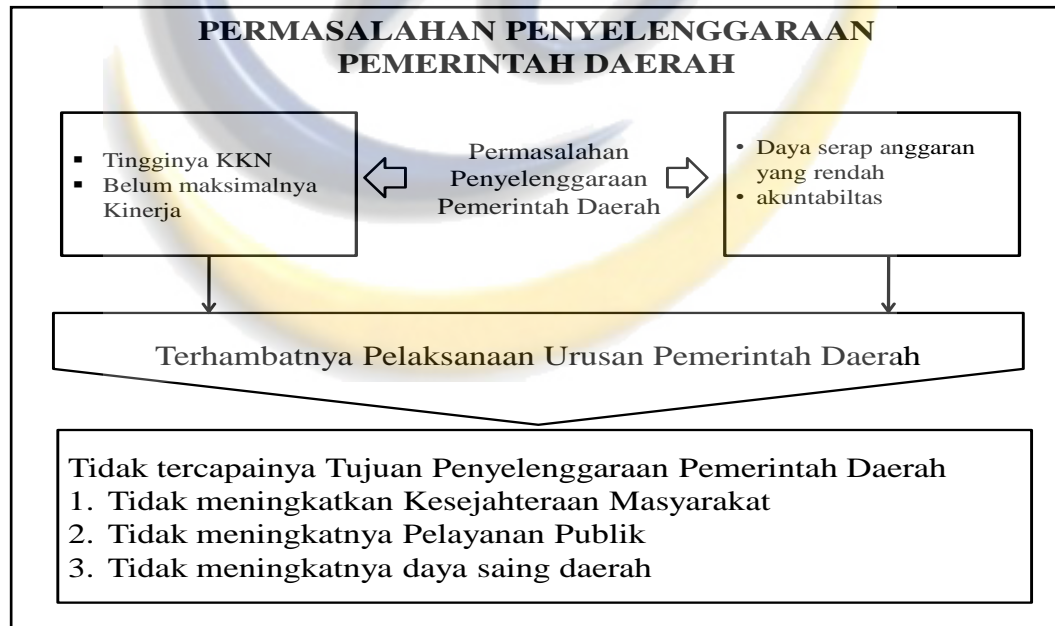 PERMASALAHAN PENYELENGGARAAN
PEMERINTAH DAERAH
▪ Tingginya KKN
▪ Belum maksimalnya
Kinerja
Permasalahan
Penyelenggaraan
Pemerintah Daerah
• Daya serap anggaran
yang rendah
• akuntabiltas
Terhambatnya Pelaksanaan Urusan Pemerintah Daerah
Tidak tercapainya Tujuan Penyelenggaraan Pemerintah Daerah
1. Tidak meningkatkan Kesejahteraan Masyarakat
2. Tidak meningkatnya Pelayanan Publik
3. Tidak meningkatnya daya saing daerah